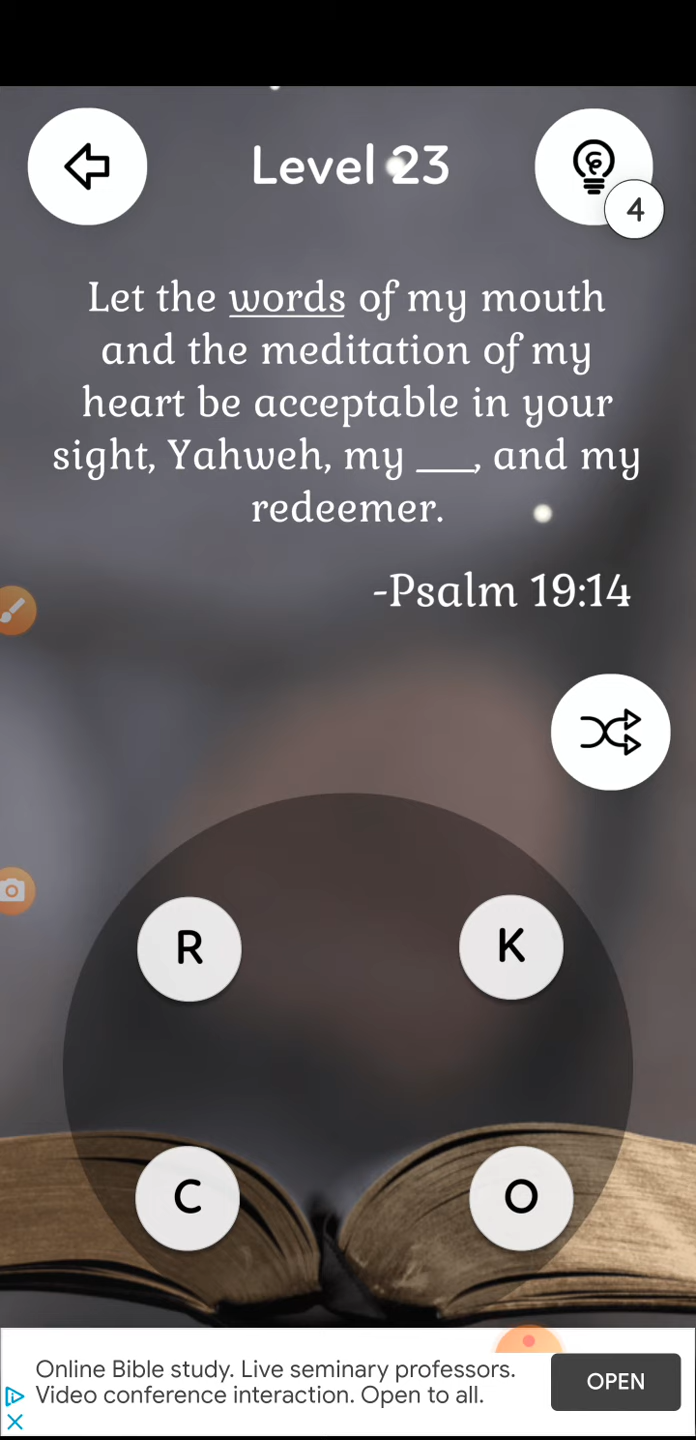 Level 23
4
Let the words of my mouth
and the meditation of my
heart be acceptable in your
sight, Yahweh, my ___, and my
redeemer.
-Psalm 19:14
R
K
C
O
Online Bible study. Live seminary professors.
Video conference interaction. Open to all.
OPEN